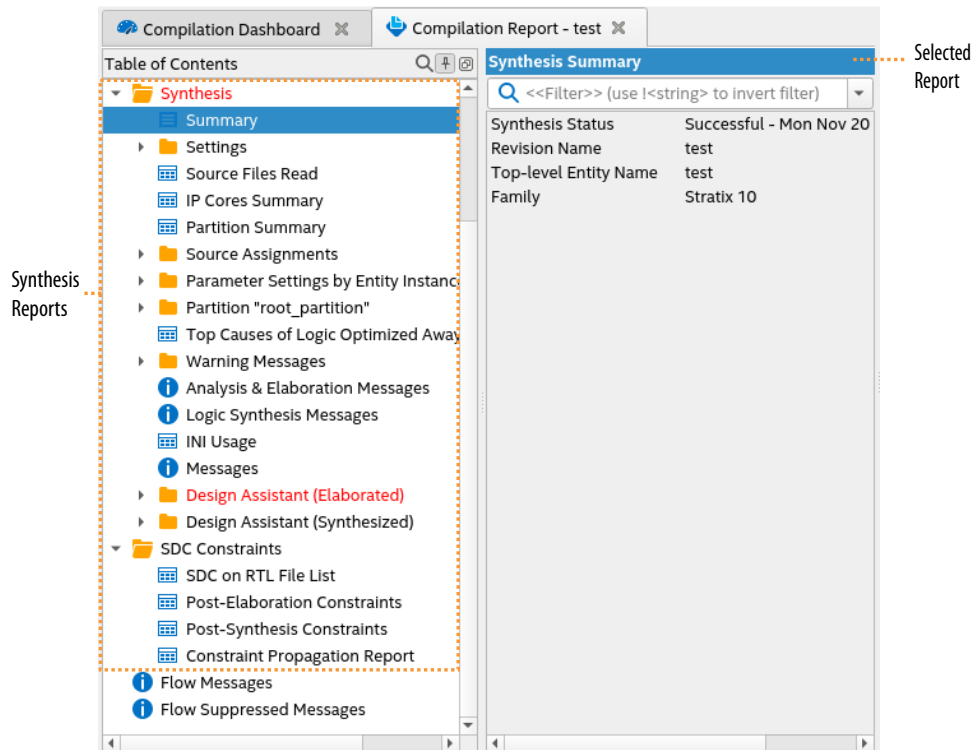 Compilation Dashboard
Compilation Report - test
Table of Contents
Synthesis
Summary
Settings
Source Files Read
IP Cores Summary
Partition Summary
Source Assignments
Parameter Settings by Entity Instanc
Partition "root_partition"
Top Causes of Logic Optimized Away
Warning Messages
Analysis & Elaboration Messages
Logic Synthesis Messages
INI Usage
Messages
Design Assistant (Elaborated)
Design Assistant (Synthesized)
SDC Constraints
SDC on RTL File List
Post-Elaboration Constraints
Post-Synthesis Constraints
Constraint Propagation Report
Flow Messages
Flow Suppressed Messages
Synthesis
Reports
Synthesis Summary
<<Filter>> (use !<string> to invert filter)
Synthesis Status Successful - Mon Nov 20
Revision Name test
Top-level Entity Name test
Family Stratix 10
Selected
Report